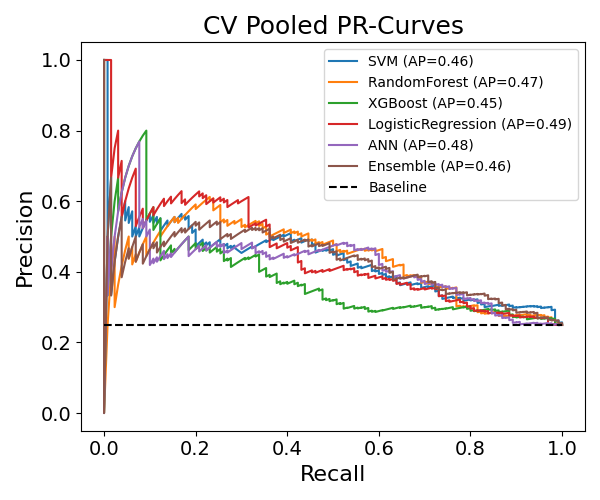 CV Pooled PR-Curves
SVM (AP=0.46)
RandomForest (AP=0.47)
XGBoost (AP=0.45)
LogisticRegression (AP=0.49)
ANN (AP=0.48)
Ensemble (AP=0.46)
Baseline
Precision
1.0
0.8
0.6
0.4
0.2
0.0
0.0 0.2 0.4 0.6 0.8 1.0
Recall